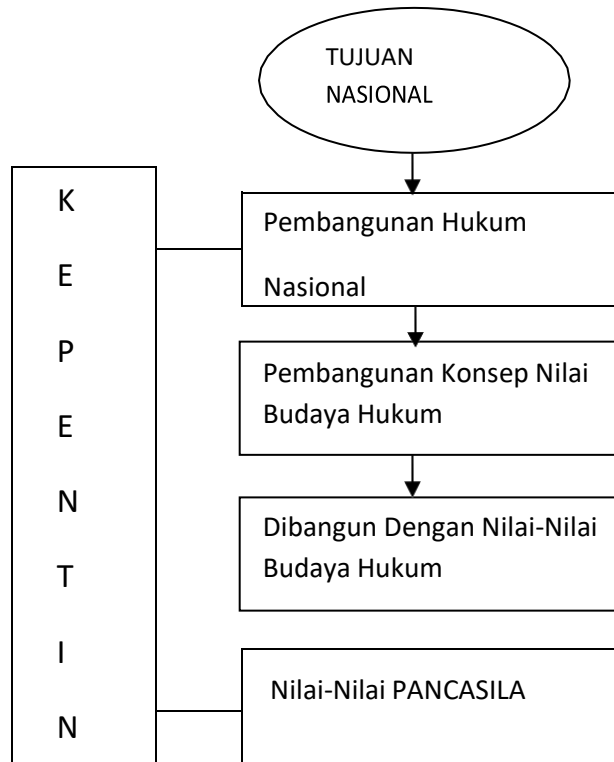 TUJUAN
NASIONAL
K
E
P
E
N
T
I
N
Pembangunan Hukum
Nasional
Pembangunan Konsep Nilai
Budaya Hukum
Dibangun Dengan Nilai-Nilai
Budaya Hukum
Nilai-Nilai PANCASILA